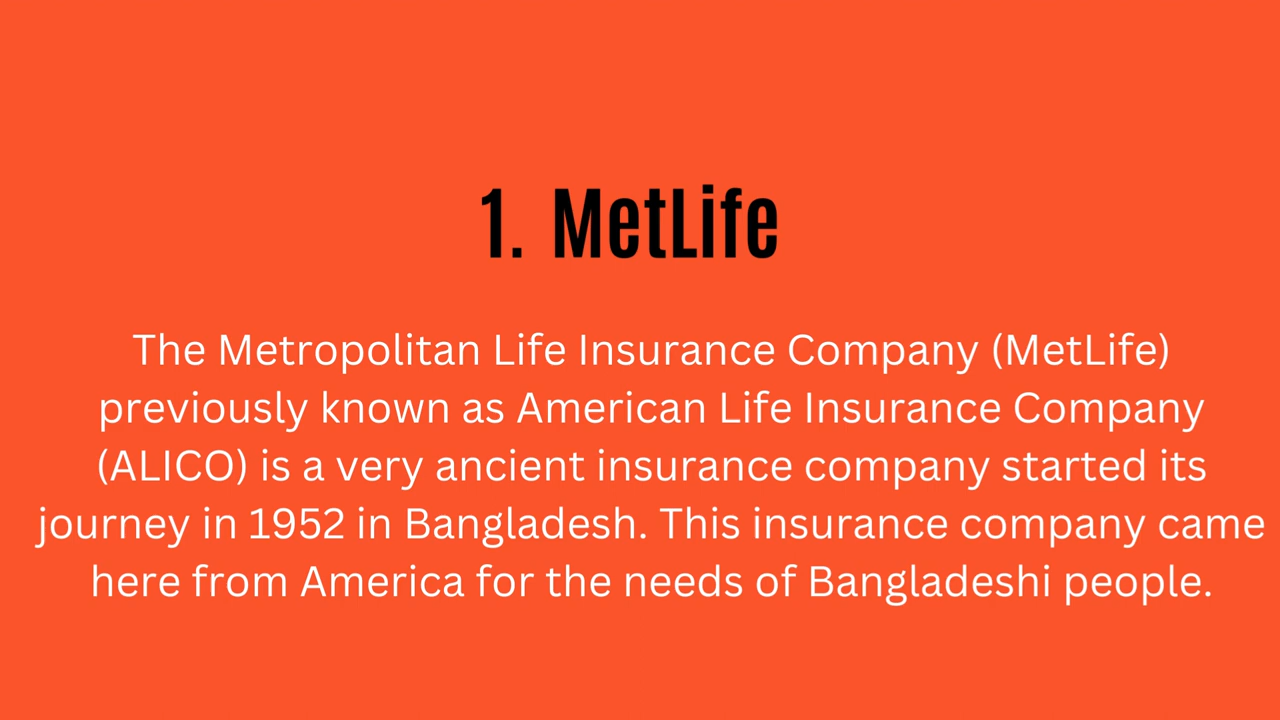 1. MetLife
The Metropolitan Life Insurance Company (MetLife)
previously known as American Life Insurance Company
(ALICO) is a very ancient insurance company started its
journey in 1952 in Bangladesh. This insurance company came
here from America for the needs of Bangladeshi people.